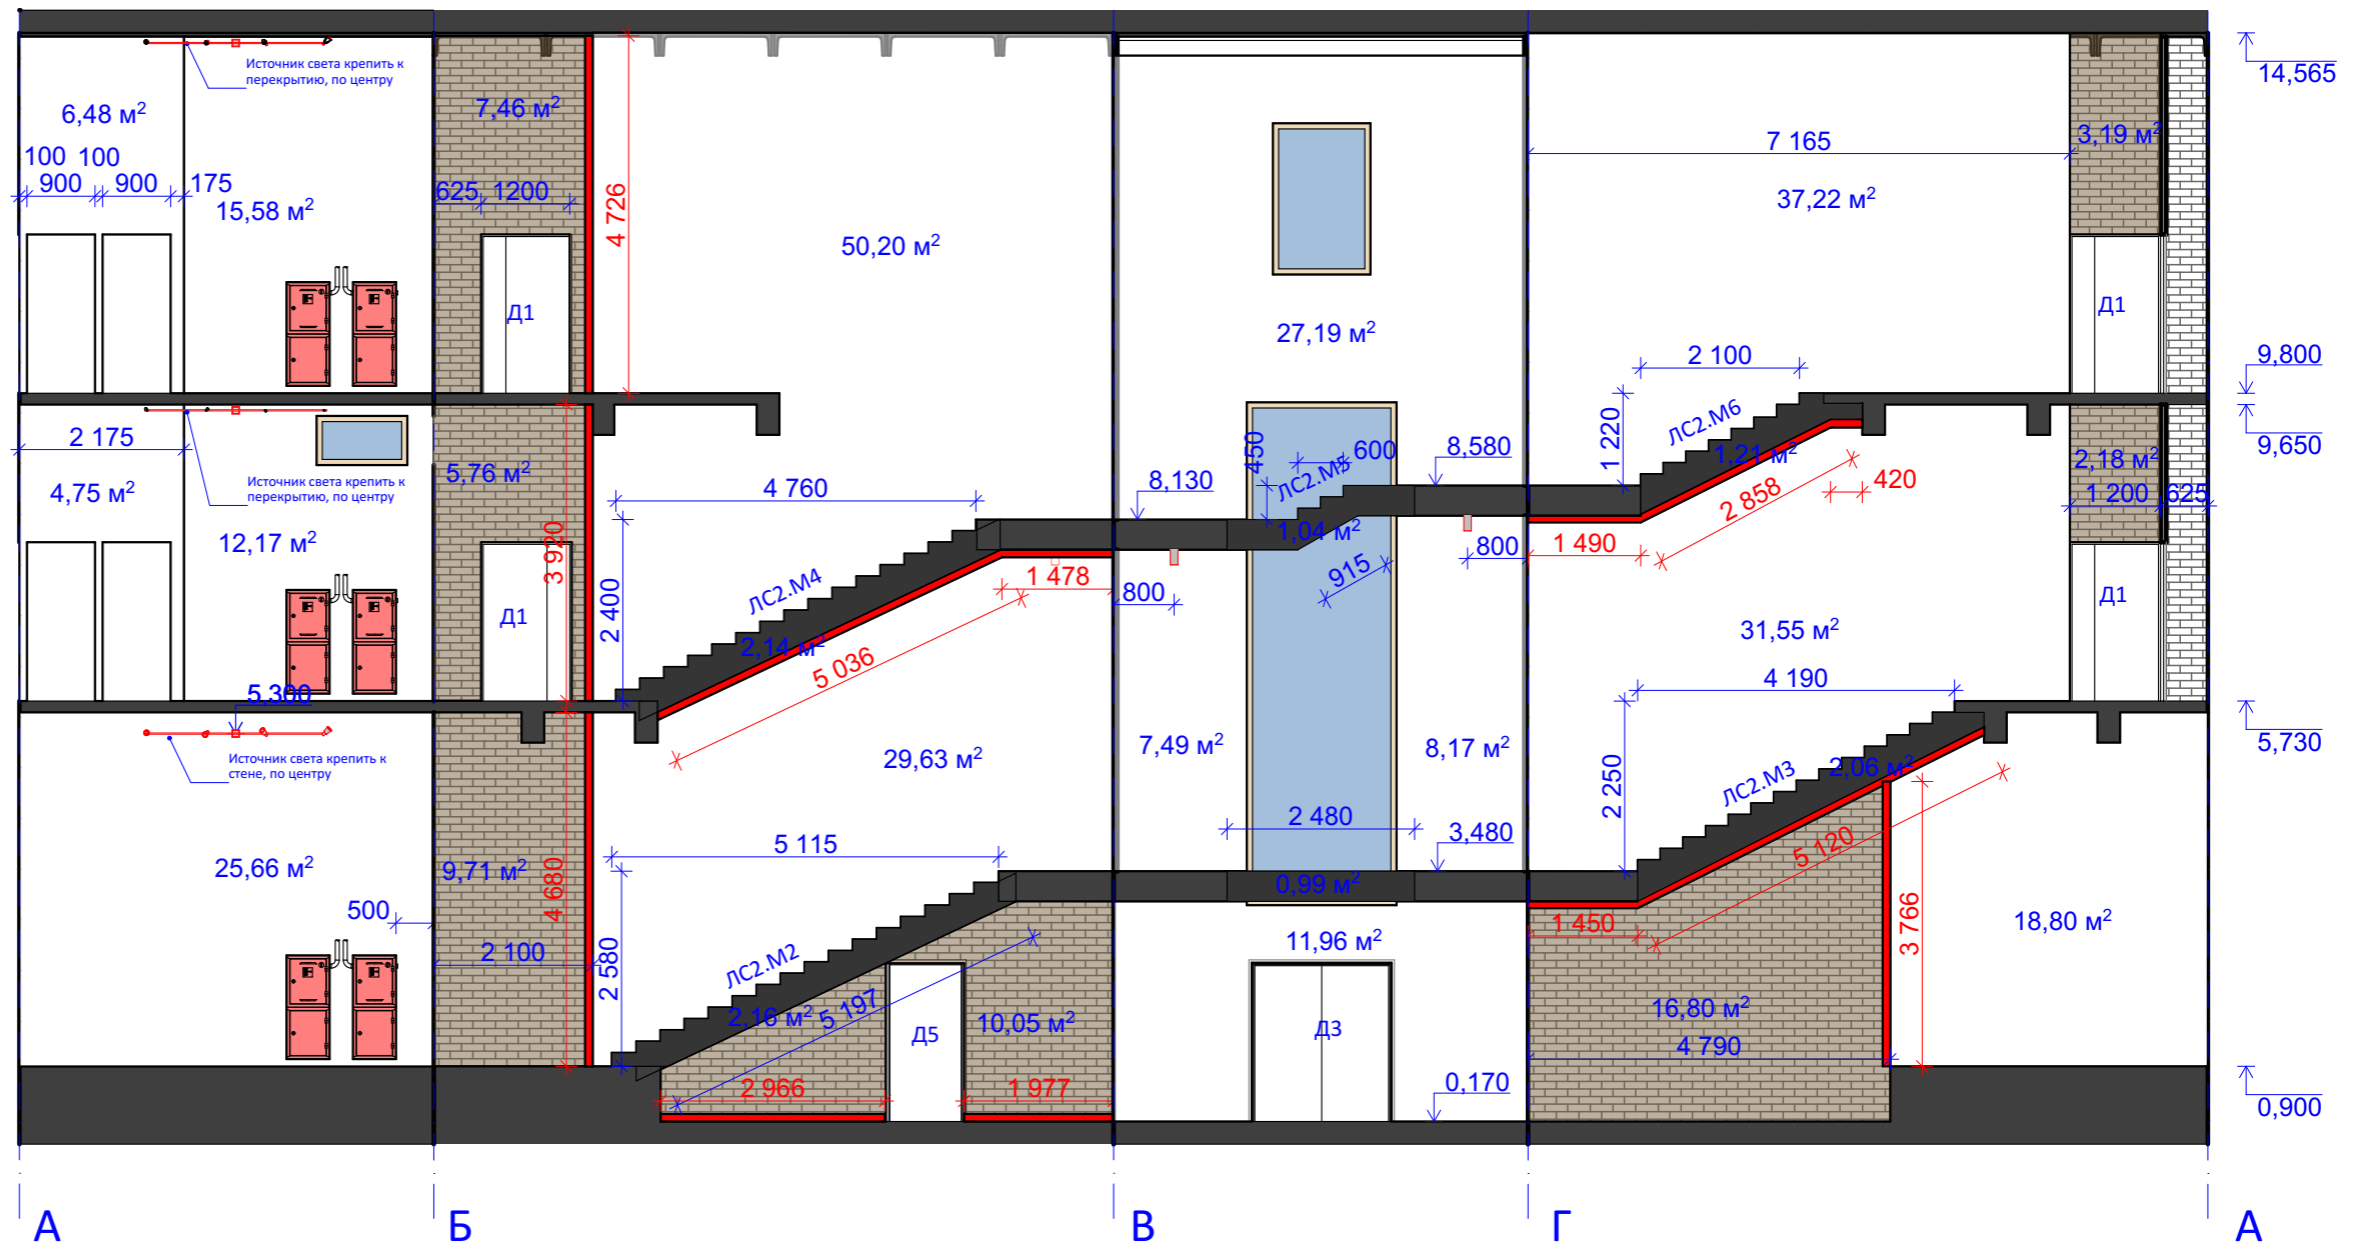 Источник света крепить к
перекрытию, по центру
14,565
6,48 м²
7,46 м²
3,19 м²
7 165
100 100
900 900 175
625 1200
15,58 м²
4 726
37,22 м²
50,20 м²
Д1
27,19 м²
Д1
9,800
2 100
1 220
ЛС2.М6
9,650
2 175
4,75 м²
5,76 м²
Источник света крепить к
перекрытию, по центру
4 760
8,130
450
600
ЛС2.М5
8,580
1,21 м²
2 858
420
2,18 м²
1 200 625
12,17 м²
3 920
1,04 м²
800
1 490
2 400
ЛС2.М4
1 478
800
915
Д1
Д1
2,14 м²
5 036
31,55 м²
5,300
4 190
Источник света крепить к
стене, по центру
29,63 м²
7,49 м²
8,17 м²
2 250
ЛС2.М3
2,06 м²
5,730
2 480
3,480
5 115
5 120
25,66 м²
9,71 м²
4 680
0,99 м²
500
2 100
2 580
ЛС2.М2
11,96 м²
1 450
3 766
18,80 м²
2,16 м²
5 197
Д5
10,05 м²
Д3
16,80 м²
4 790
2 966
1 977
0,170
0,900
А
Б
В
Г
А